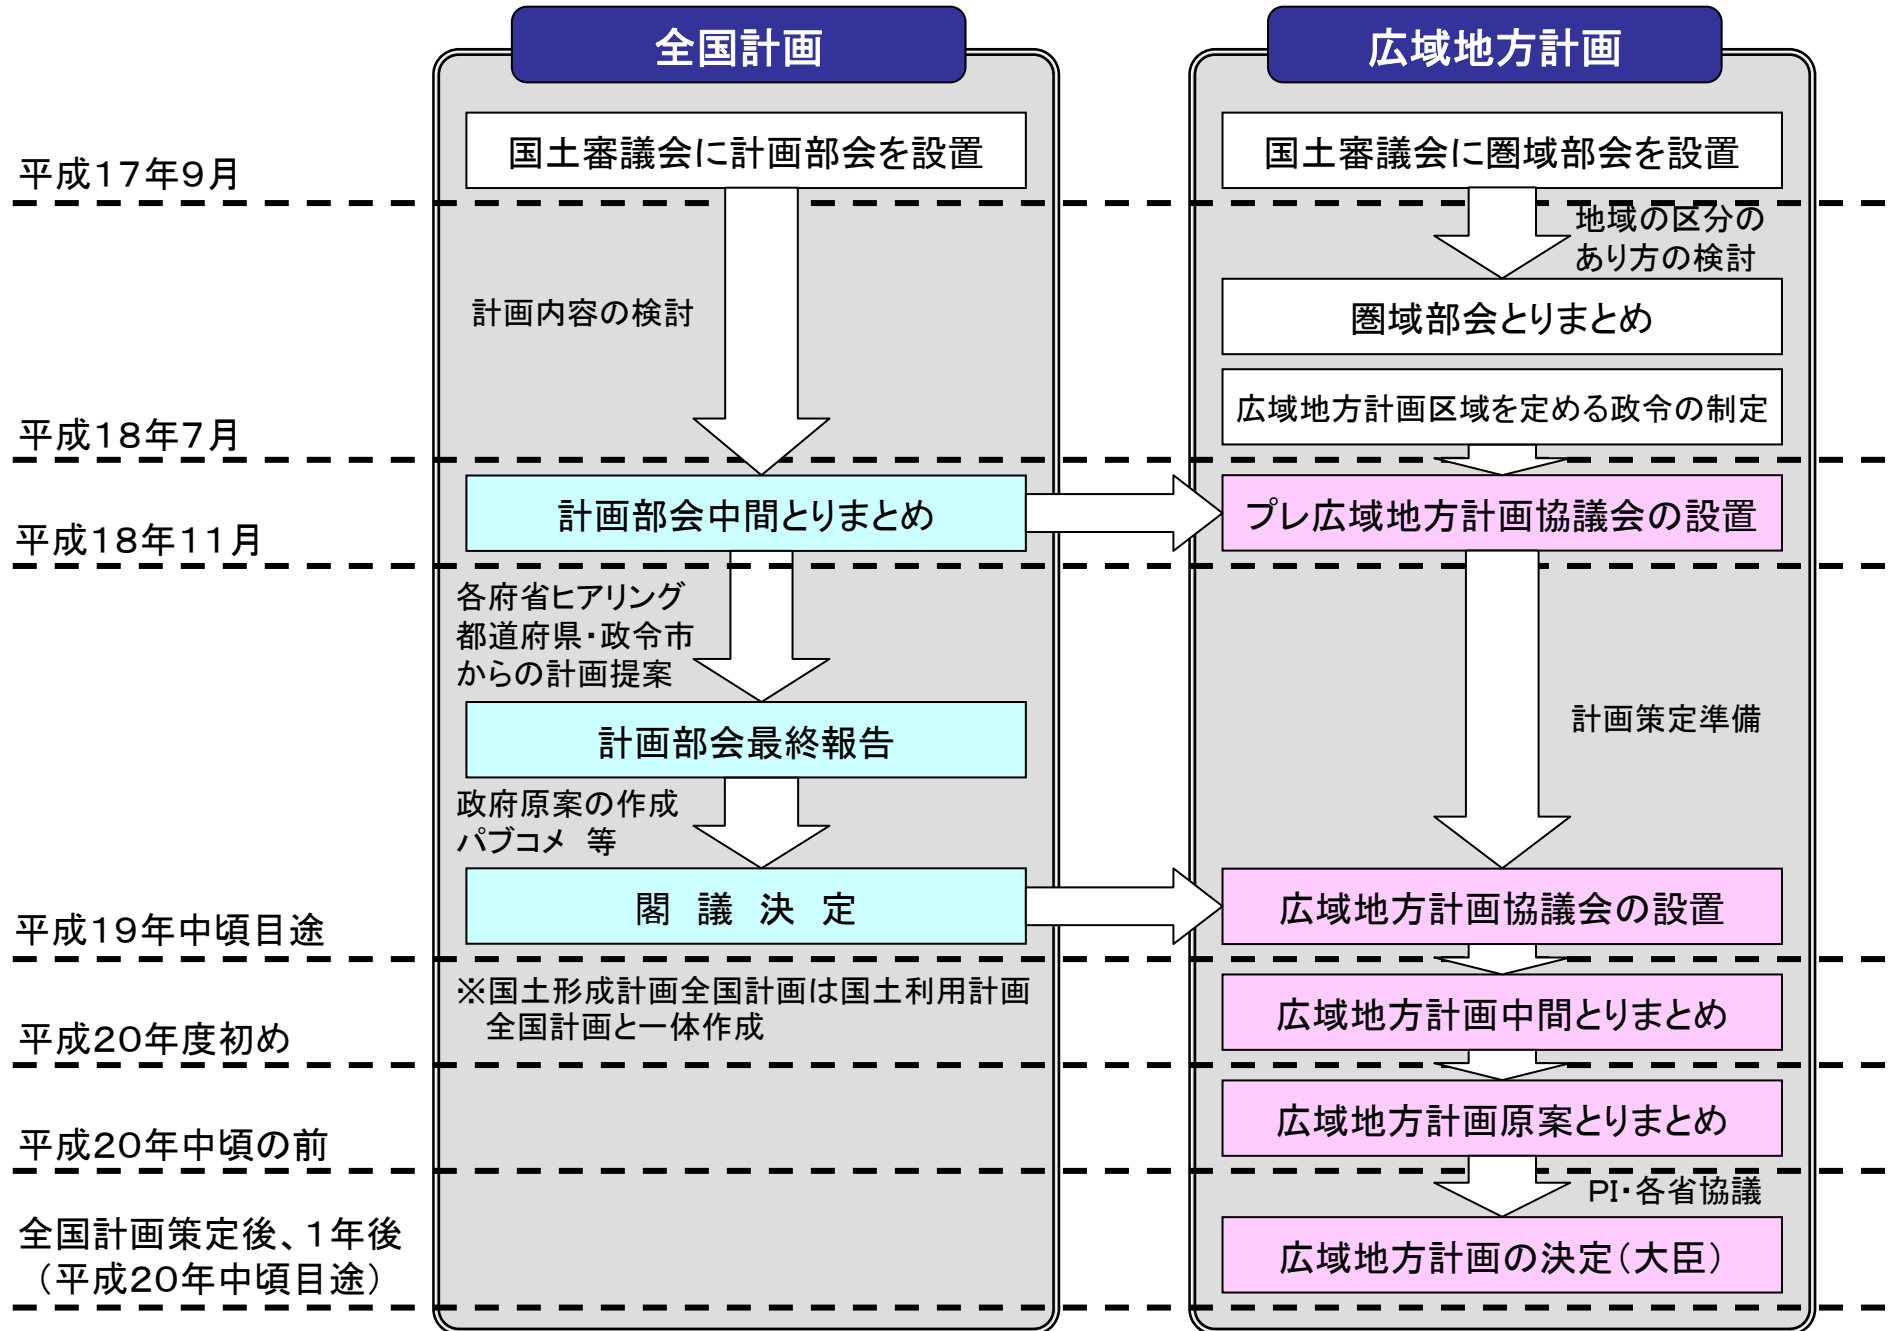 全国計画
広域地方計画
平成17年9月
国土審議会に計画部会を設置
国土審議会に圏域部会を設置
地域の区分の
あり方の検討
計画内容の検討
圏域部会とりまとめ
広域地方計画区域を定める政令の制定
平成18年7月
計画部会中間とりまとめ
プレ広域地方計画協議会の設置
平成18年11月
各府省ヒアリング
都道府県・政令市
からの計画提案
計画部会最終報告
計画策定準備
政府原案の作成
パブコメ 等
閣 議 決 定
広域地方計画協議会の設置
平成19年中頃目途
※国土形成計画全国計画は国土利用計画
全国計画と一体作成
広域地方計画中間とりまとめ
平成20年度初め
広域地方計画原案とりまとめ
平成20年中頃の前
PI・各省協議
全国計画策定後、1年後
（平成20年中頃目途）
広域地方計画の決定（大臣）